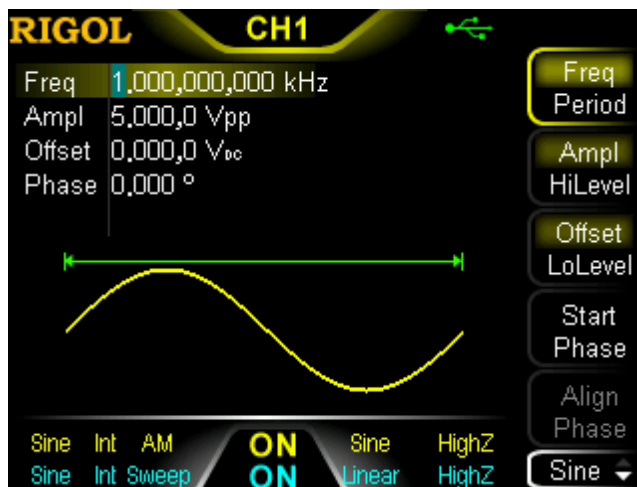 RIGOL CH1
Freq 1.000,000,000 kHz
Ampl 5.000,0 Vpp
Offset 0.000,0 VDC
Phase 0.000 °
Freq
Period
Ampl
HiLevel
Offset
LoLevel
Start
Phase
Align
Phase
Sine
Sine Int AM ON Sine HighZ
Sine Int Sweep ON Linear HighZ